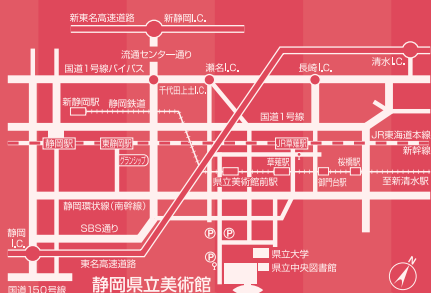 新東名高速道路
新静岡I.C.
流通センター通り
国道1号線バイパス
瀬名I.C.
長崎I.C.
清水I.C.
千代田上土I.C.
新静岡駅
静岡鉄道
国道1号線
JR東海道本線
新幹線
静岡駅
東静岡駅
JR草薙駅
グランシップ
草薙駅
桜橋駅
県立美術館前駅
御門台駅
至新清水駅
静岡環状線(南幹線)
静岡I.C.
SBS通り
P
P
P
県立大学
県立中央図書館
東名高速道路
静岡県立美術館
国道150号線
N